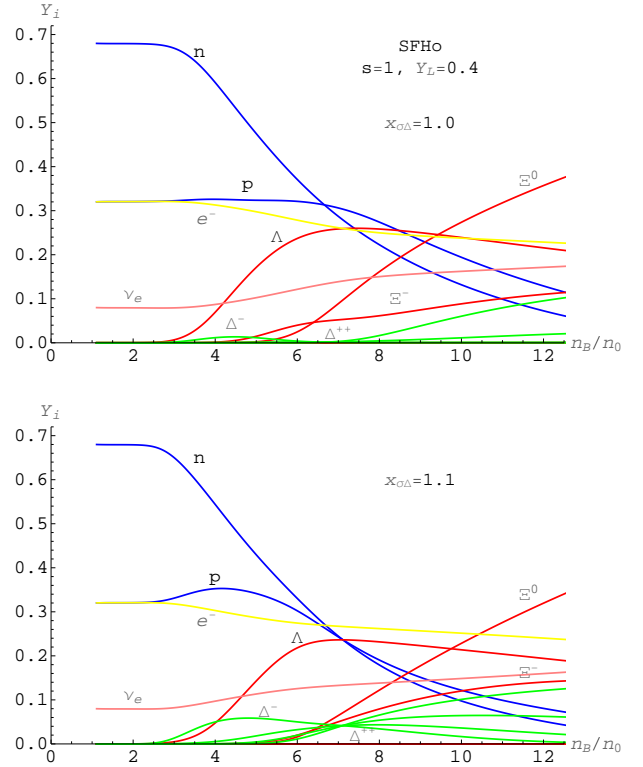 Y_i
0.7
0.6
0.5
0.4
0.3
0.2
0.1
0.0
SFHo
s=1, Y_L=0.4
x_σΔ=1.0
n
p
e⁻
Λ
Ξ⁰
ν_e
Ξ⁻
Δ⁻
Δ⁺⁺
0 2 4 6 8 10 12 n_B/n_0
Y_i
0.7
0.6
0.5
0.4
0.3
0.2
0.1
0.0
x_σΔ=1.1
n
p
e⁻
Λ
Ξ⁰
Ξ⁻
ν_e
Δ⁻
Δ⁺⁺
0 2 4 6 8 10 12 n_B/n_0